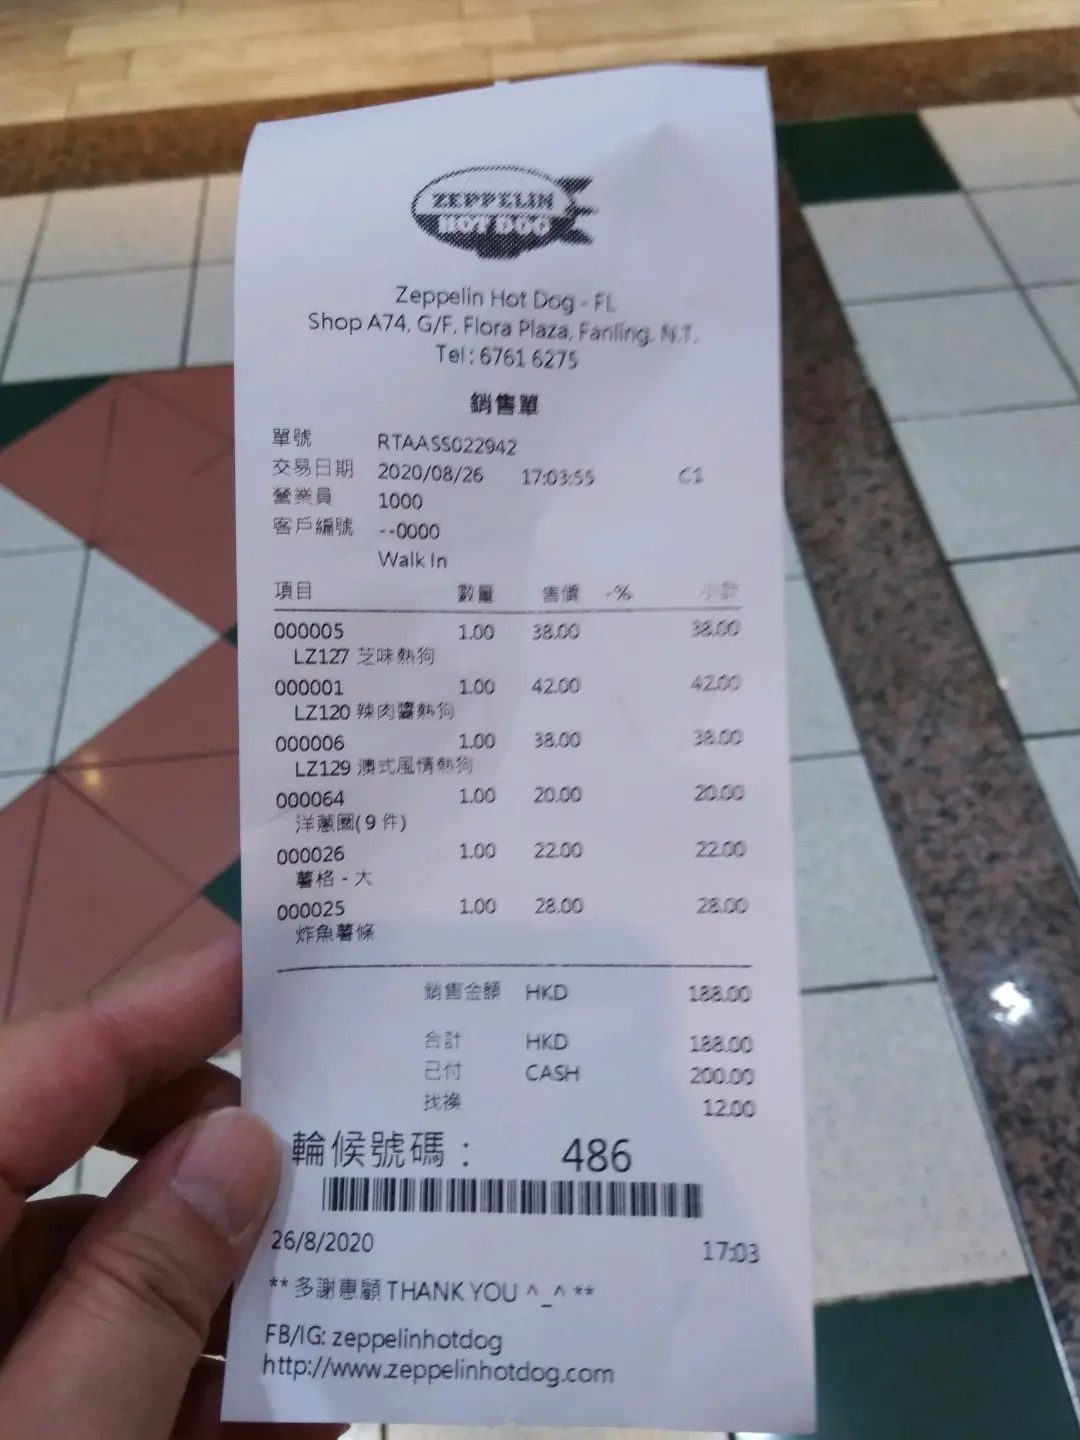 ZEPPELIN
HOT DOG
Zeppelin Hot Dog - FL
Shop A74, G/F, Flora Plaza, Fanling, N.T.
Tel : 6761 6275
銷售單
單號 RTAASS022942
交易日期 2020/08/26 17:03:55 C1
營業員 1000
客戶編號 --0000
Walk In
項目 數量 售價 -% 小計
000005 1.00 38.00 38.00
LZ127 芝味熱狗
000001 1.00 42.00 42.00
LZ120 辣肉醬熱狗
000006 1.00 38.00 38.00
LZ129 澳式風情熱狗
000064 1.00 20.00 20.00
洋蔥圈( 9 件)
000026 1.00 22.00 22.00
薯格 - 大
000025 1.00 28.00 28.00
炸魚薯條
銷售金額 HKD 188.00
合計 HKD 188.00
已付 CASH 200.00
找換 12.00
輪候號碼： 486
26/8/2020 17:03
** 多謝惠顧 THANK YOU ^_^ **
FB/IG: zeppelinhotdog
http://www.zeppelinhotdog.com